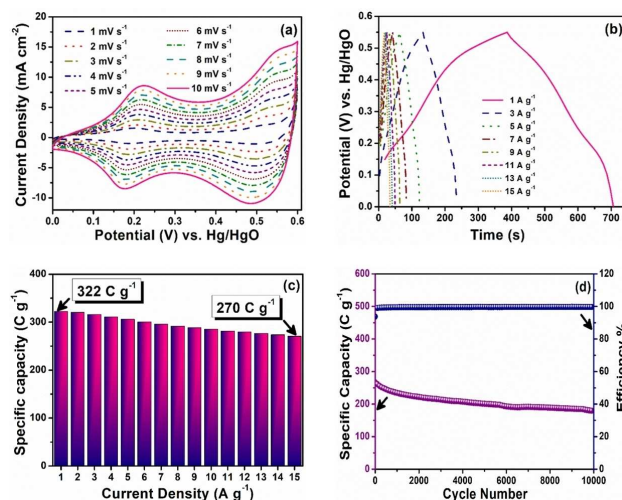 (a)
1 mV s⁻¹
2 mV s⁻¹
3 mV s⁻¹
4 mV s⁻¹
5 mV s⁻¹
6 mV s⁻¹
7 mV s⁻¹
8 mV s⁻¹
9 mV s⁻¹
10 mV s⁻¹
Current Density (mA cm⁻²)
20
15
10
5
0
-5
-10
0.0 0.1 0.2 0.3 0.4 0.5 0.6
Potential (V) vs. Hg/HgO
(b)
1 A g⁻¹
3 A g⁻¹
5 A g⁻¹
7 A g⁻¹
9 A g⁻¹
11 A g⁻¹
13 A g⁻¹
15 A g⁻¹
Potential (V) vs. Hg/HgO
0.6
0.5
0.4
0.3
0.2
0.1
0.0
0 100 200 300 400 500 600 700
Time (s)
(c)
322 C g⁻¹
270 C g⁻¹
Specific capacity (C g⁻¹)
400
300
200
100
0
1 2 3 4 5 6 7 8 9 10 11 12 13 14 15
Current Density (A g⁻¹)
(d)
Specific Capacity (C g⁻¹)
600
500
400
300
200
100
0
0 2000 4000 6000 8000 10000
Cycle Number
120
100
80
60
40
20
0
Efficiency %